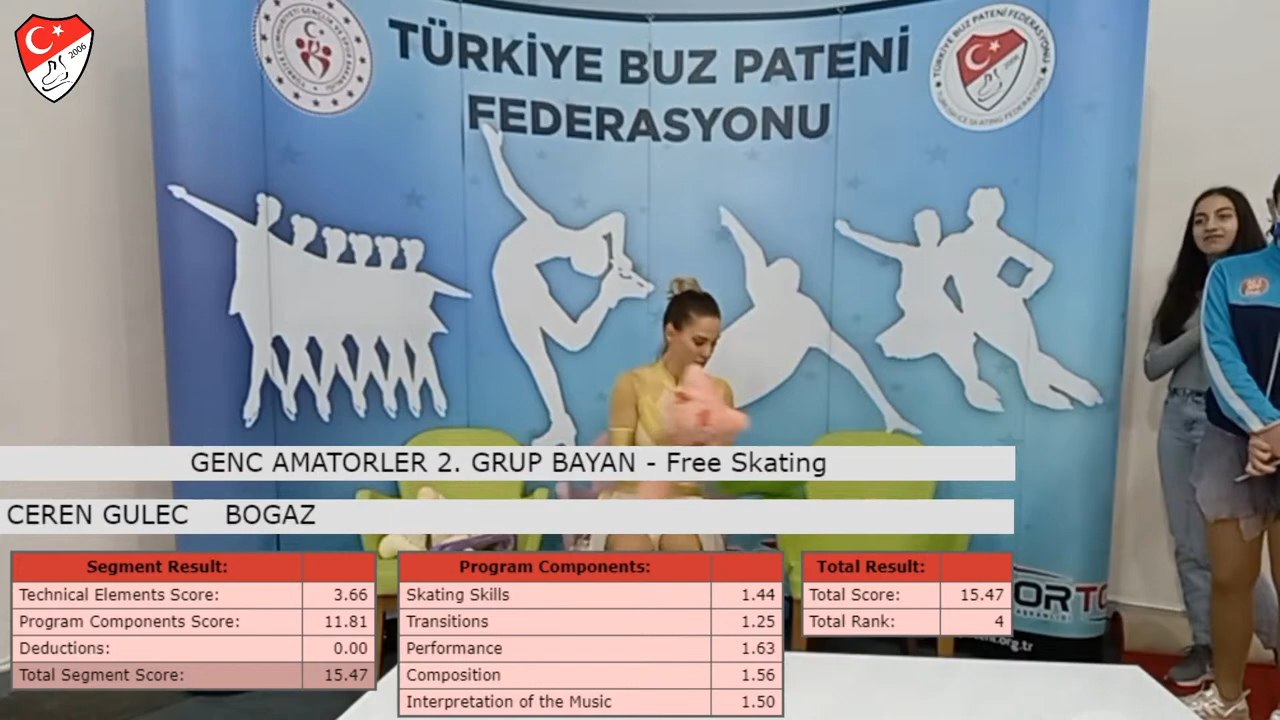 2006
TÜRKİYE BUZ PATENİ
FEDERASYONU
GENC AMATORLER 2. GRUP BAYAN - Free Skating
CEREN GULEC BOGAZ
Segment Result:
Technical Elements Score: 3.66
Program Components Score: 11.81
Deductions: 0.00
Total Segment Score: 15.47
Program Components:
Skating Skills 1.44
Transitions 1.25
Performance 1.63
Composition 1.56
Interpretation of the Music 1.50
Total Result:
Total Score: 15.47
Total Rank: 4